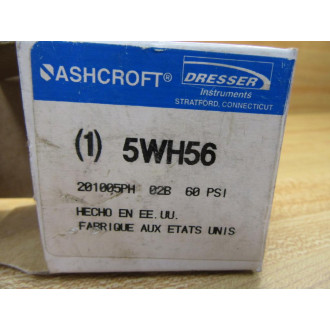 ASHCROFT®
DRESSER
Instruments
STRATFORD, CONNECTICUT
(1) 5WH56
201005PH 02B 60 PSI
HECHO EN EE.UU.
FABRIQUE AUX ETATS UNIS